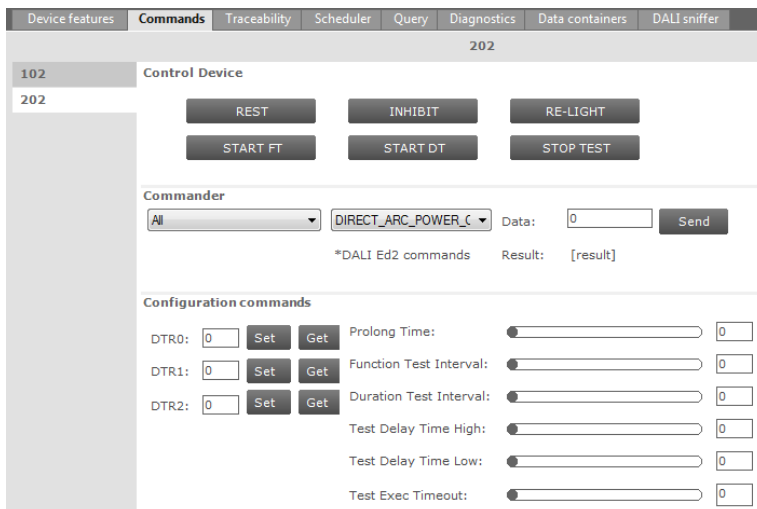 Device features Commands Traceability Scheduler Query Diagnostics Data containers DALI sniffer
202
102
202
Control Device
REST INHIBIT RE-LIGHT
START FT START DT STOP TEST
Commander
All DIRECT_ARC_POWER_C Data: 0 Send
*DALI Ed2 commands Result: [result]
Configuration commands
DTR0: 0 Set Get Prolong Time: 0
DTR1: 0 Set Get Function Test Interval: 0
DTR2: 0 Set Get Duration Test Interval: 0
Test Delay Time High: 0
Test Delay Time Low: 0
Test Exec Timeout: 0